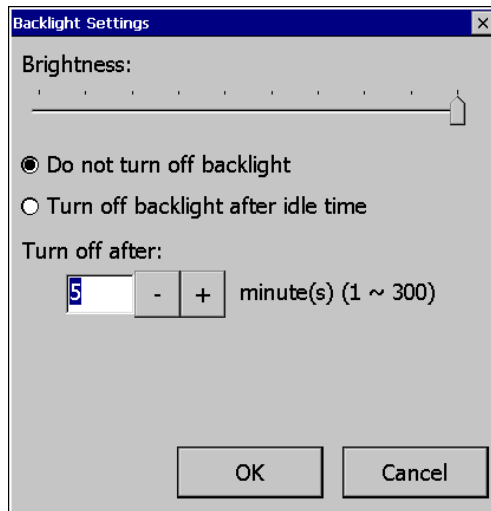 Backlight Settings
Brightness:
Do not turn off backlight
Turn off backlight after idle time
Turn off after:
5 - + minute(s) (1 ~ 300)
OK Cancel